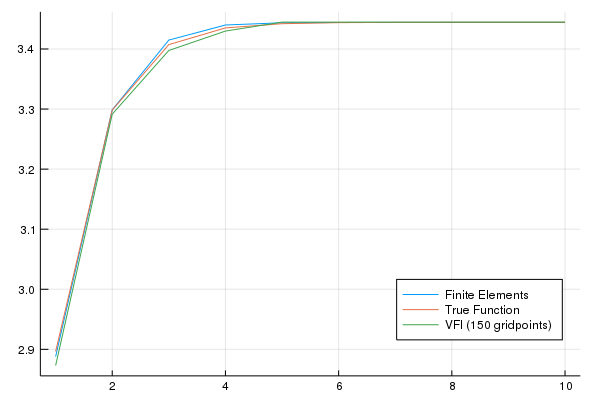 3.4
3.3
3.2
3.1
3.0
2.9
2 4 6 8 10
Finite Elements
True Function
VFI (150 gridpoints)